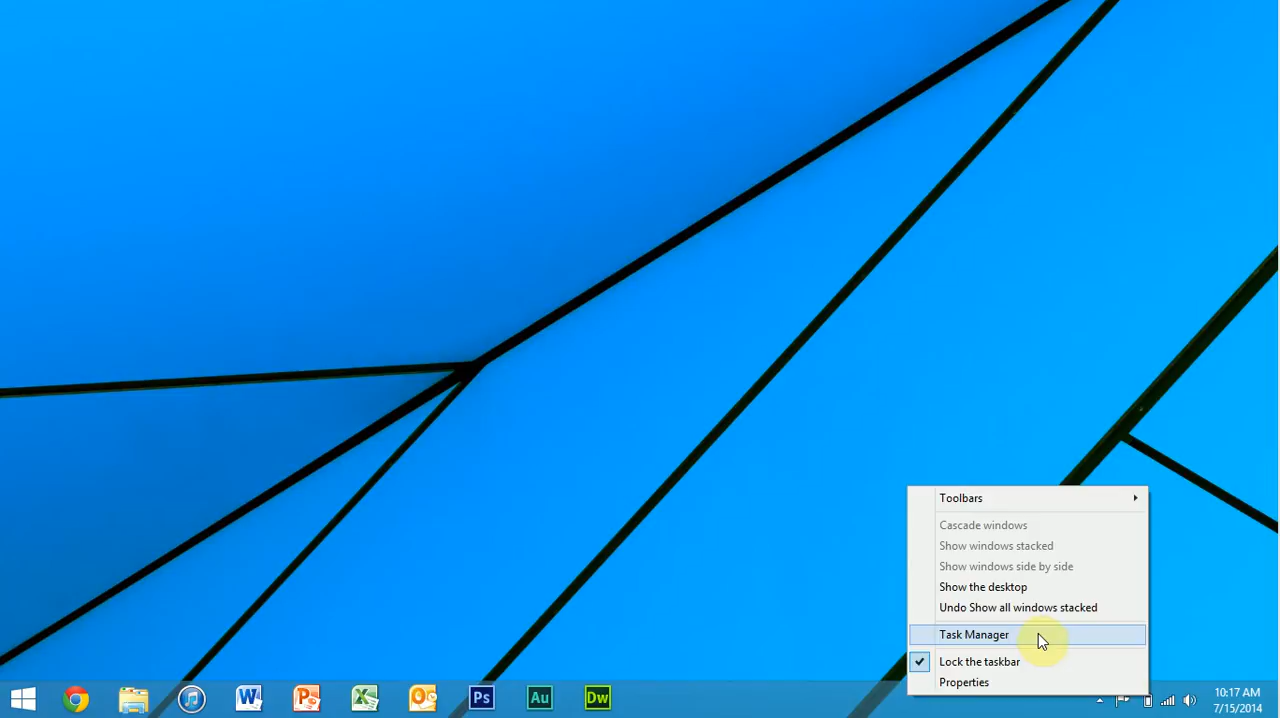 Toolbars
Cascade windows
Show windows stacked
Show windows side by side
Show the desktop
Undo Show all windows stacked
Task Manager
Lock the taskbar
Properties
W
P
X
O
Ps
Au
Dw
10:17 AM
7/15/2014